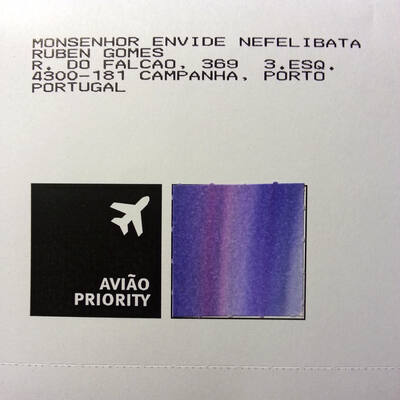 MONSENHOR ENVIDE NEFELIBATA
RUBEN GOMES
R. DO FALCAO, 369  3.ESQ.
4300-181 CAMPANHA, PORTO
PORTUGAL
AVIÃO
PRIORITY